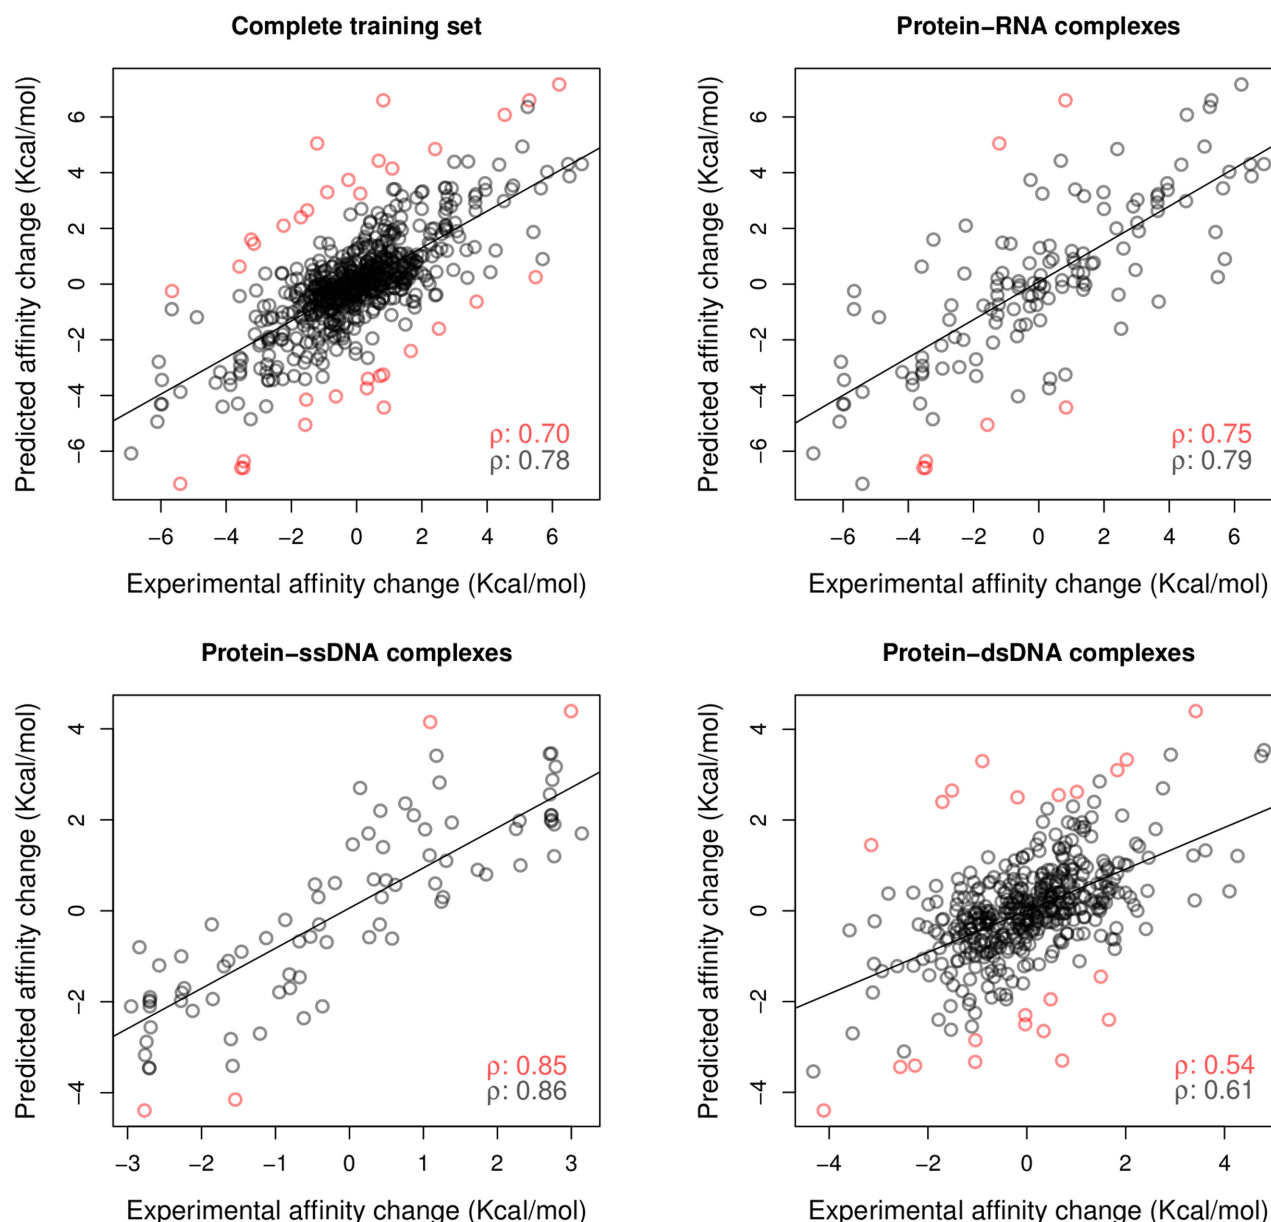 Complete training set
Predicted affinity change (Kcal/mol)
6
4
2
0
−2
−4
−6
ρ: 0.70
ρ: 0.78
−6 −4 −2 0 2 4 6
Experimental affinity change (Kcal/mol)
Protein−RNA complexes
Predicted affinity change (Kcal/mol)
6
4
2
0
−2
−4
−6
ρ: 0.75
ρ: 0.79
−6 −4 −2 0 2 4 6
Experimental affinity change (Kcal/mol)
Protein−ssDNA complexes
Predicted affinity change (Kcal/mol)
4
2
0
−2
−4
ρ: 0.85
ρ: 0.86
−3 −2 −1 0 1 2 3
Experimental affinity change (Kcal/mol)
Protein−dsDNA complexes
Predicted affinity change (Kcal/mol)
4
2
0
−2
−4
ρ: 0.54
ρ: 0.61
−4 −2 0 2 4
Experimental affinity change (Kcal/mol)